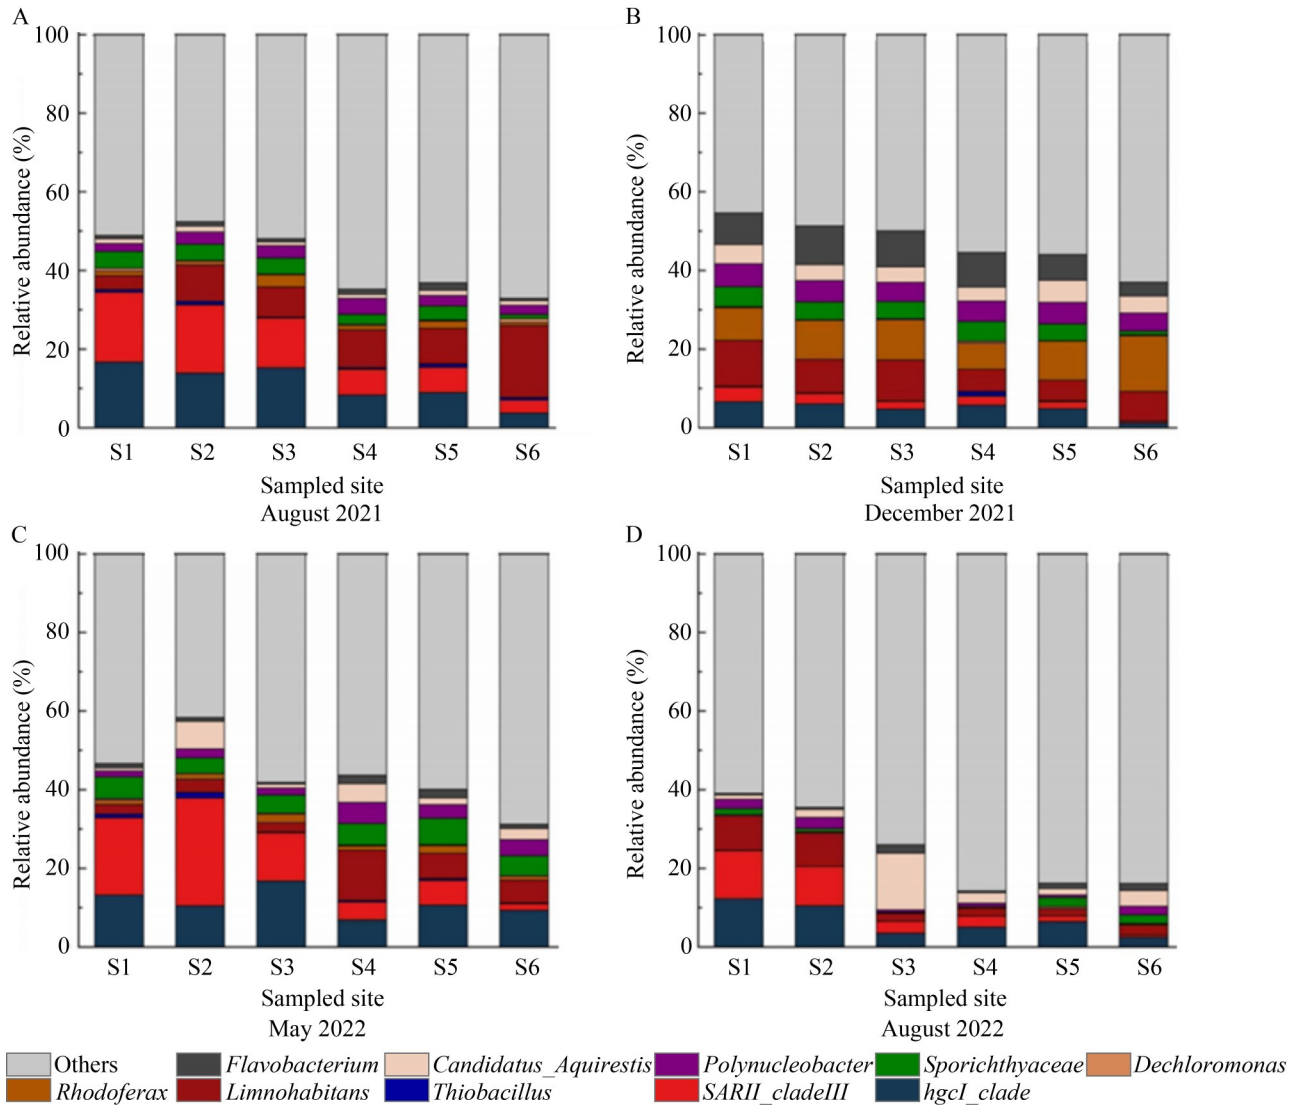 A
Relative abundance (%)
100
80
60
40
20
0
S1 S2 S3 S4 S5 S6
Sampled site
August 2021
B
Relative abundance (%)
100
80
60
40
20
0
S1 S2 S3 S4 S5 S6
Sampled site
December 2021
C
Relative abundance (%)
100
80
60
40
20
0
S1 S2 S3 S4 S5 S6
Sampled site
May 2022
D
Relative abundance (%)
100
80
60
40
20
0
S1 S2 S3 S4 S5 S6
Sampled site
August 2022
Others Flavobacterium Candidatus_Aquirestis Polynucleobacter Sporichthyaceae Dechloromonas
Rhodoferax Limnohabitans Thiobacillus SARII_cladeIII hgcI_clade